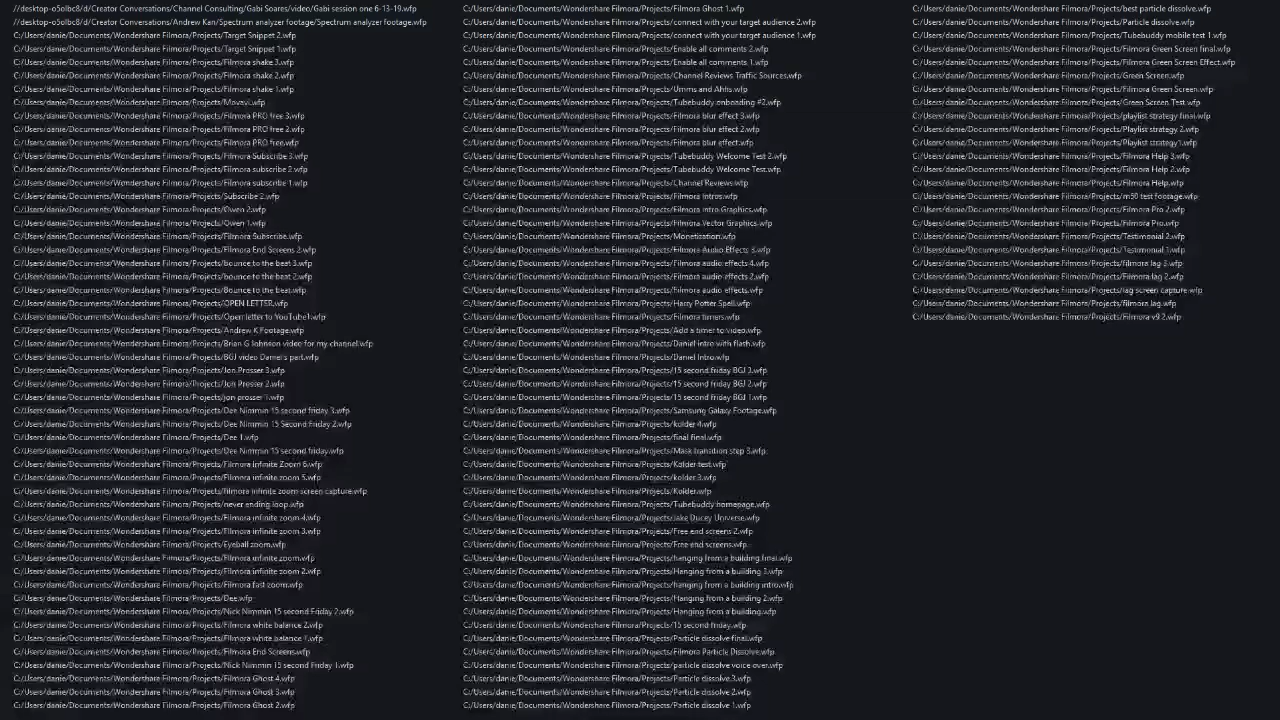 //desktop-o5olbc8/d/Creator Conversations/Channel Consulting/Gabi Soares/video/Gabi session one 6-13-19.wfp
//desktop-o5olbc8/d/Creator Conversations/Andrew Kan/Spectrum analyzer footage/Spectrum analyzer footage.wfp
C:/Users/danie/Documents/Wondershare Filmora/Projects/Target Snippet 2.wfp
C:/Users/danie/Documents/Wondershare Filmora/Projects/Target Snippet 1.wfp
C:/Users/danie/Documents/Wondershare Filmora/Projects/Filmora shake 3.wfp
C:/Users/danie/Documents/Wondershare Filmora/Projects/Filmora shake 2.wfp
C:/Users/danie/Documents/Wondershare Filmora/Projects/Filmora shake 1.wfp
C:/Users/danie/Documents/Wondershare Filmora/Projects/Movavi.wfp
C:/Users/danie/Documents/Wondershare Filmora/Projects/Filmora PRO free 3.wfp
C:/Users/danie/Documents/Wondershare Filmora/Projects/Filmora PRO free 2.wfp
C:/Users/danie/Documents/Wondershare Filmora/Projects/Filmora PRO free.wfp
C:/Users/danie/Documents/Wondershare Filmora/Projects/Filmora Subscribe 3.wfp
C:/Users/danie/Documents/Wondershare Filmora/Projects/Filmora subscribe 2.wfp
C:/Users/danie/Documents/Wondershare Filmora/Projects/Filmora subscribe 1.wfp
C:/Users/danie/Documents/Wondershare Filmora/Projects/Subscribe 2.wfp
C:/Users/danie/Documents/Wondershare Filmora/Projects/Owen 2.wfp
C:/Users/danie/Documents/Wondershare Filmora/Projects/Owen 1.wfp
C:/Users/danie/Documents/Wondershare Filmora/Projects/Filmora Subscribe.wfp
C:/Users/danie/Documents/Wondershare Filmora/Projects/Filmora End Screens 2.wfp
C:/Users/danie/Documents/Wondershare Filmora/Projects/bounce to the beat 3.wfp
C:/Users/danie/Documents/Wondershare Filmora/Projects/bounce to the beat 2.wfp
C:/Users/danie/Documents/Wondershare Filmora/Projects/Bounce to the beat.wfp
C:/Users/danie/Documents/Wondershare Filmora/Projects/OPEN LETTER.wfp
C:/Users/danie/Documents/Wondershare Filmora/Projects/Open letter to YouTube1.wfp
C:/Users/danie/Documents/Wondershare Filmora/Projects/Andrew K Footage.wfp
C:/Users/danie/Documents/Wondershare Filmora/Projects/Brian G Johnson video for my channel.wfp
C:/Users/danie/Documents/Wondershare Filmora/Projects/BGJ video Daniel's part.wfp
C:/Users/danie/Documents/Wondershare Filmora/Projects/Jon Prosser 3.wfp
C:/Users/danie/Documents/Wondershare Filmora/Projects/Jon Prosser 2.wfp
C:/Users/danie/Documents/Wondershare Filmora/Projects/jon prosser 1.wfp
C:/Users/danie/Documents/Wondershare Filmora/Projects/Dee Nimmin 15 second friday 3.wfp
C:/Users/danie/Documents/Wondershare Filmora/Projects/Dee Nimmin 15 Second Friday 2.wfp
C:/Users/danie/Documents/Wondershare Filmora/Projects/Dee 1.wfp
C:/Users/danie/Documents/Wondershare Filmora/Projects/Dee Nimmin 15 second friday.wfp
C:/Users/danie/Documents/Wondershare Filmora/Projects/Filmora Infinite Zoom 6.wfp
C:/Users/danie/Documents/Wondershare Filmora/Projects/Filmora infinite zoom 5.wfp
C:/Users/danie/Documents/Wondershare Filmora/Projects/filmora infinite zoom screen capture.wfp
C:/Users/danie/Documents/Wondershare Filmora/Projects/never ending loop.wfp
C:/Users/danie/Documents/Wondershare Filmora/Projects/Filmora infinite zoom 4.wfp
C:/Users/danie/Documents/Wondershare Filmora/Projects/Filmora infinite zoom 3.wfp
C:/Users/danie/Documents/Wondershare Filmora/Projects/Eyeball zoom.wfp
C:/Users/danie/Documents/Wondershare Filmora/Projects/Filmora infinite zoom.wfp
C:/Users/danie/Documents/Wondershare Filmora/Projects/Filmora infinite zoom 2.wfp
C:/Users/danie/Documents/Wondershare Filmora/Projects/Filmora fast zoom.wfp
C:/Users/danie/Documents/Wondershare Filmora/Projects/Dee.wfp
C:/Users/danie/Documents/Wondershare Filmora/Projects/Nick Nimmin 15 second Friday 2.wfp
C:/Users/danie/Documents/Wondershare Filmora/Projects/Filmora white balance 2.wfp
C:/Users/danie/Documents/Wondershare Filmora/Projects/Filmora white balance 1.wfp
C:/Users/danie/Documents/Wondershare Filmora/Projects/Filmora End Screens.wfp
C:/Users/danie/Documents/Wondershare Filmora/Projects/Nick Nimmin 15 second Friday 1.wfp
C:/Users/danie/Documents/Wondershare Filmora/Projects/Filmora Ghost 4.wfp
C:/Users/danie/Documents/Wondershare Filmora/Projects/Filmora Ghost 3.wfp
C:/Users/danie/Documents/Wondershare Filmora/Projects/Filmora Ghost 2.wfp
C:/Users/danie/Documents/Wondershare Filmora/Projects/Filmora Ghost 1.wfp
C:/Users/danie/Documents/Wondershare Filmora/Projects/connect with your target audience 2.wfp
C:/Users/danie/Documents/Wondershare Filmora/Projects/connect with your target audience 1.wfp
C:/Users/danie/Documents/Wondershare Filmora/Projects/Enable all comments 2.wfp
C:/Users/danie/Documents/Wondershare Filmora/Projects/Enable all comments 1.wfp
C:/Users/danie/Documents/Wondershare Filmora/Projects/Channel Reviews Traffic Sources.wfp
C:/Users/danie/Documents/Wondershare Filmora/Projects/Umms and Ahhs.wfp
C:/Users/danie/Documents/Wondershare Filmora/Projects/Tubebuddy onboading #2.wfp
C:/Users/danie/Documents/Wondershare Filmora/Projects/Filmora blur effect 3.wfp
C:/Users/danie/Documents/Wondershare Filmora/Projects/Filmora blur effect 2.wfp
C:/Users/danie/Documents/Wondershare Filmora/Projects/Filmora blur effect.wfp
C:/Users/danie/Documents/Wondershare Filmora/Projects/Tubebuddy Welcome Test 2.wfp
C:/Users/danie/Documents/Wondershare Filmora/Projects/Tubebuddy Welcome Test.wfp
C:/Users/danie/Documents/Wondershare Filmora/Projects/Channel Reviews.wfp
C:/Users/danie/Documents/Wondershare Filmora/Projects/Filmora Intros.wfp
C:/Users/danie/Documents/Wondershare Filmora/Projects/Filmora intro Graphics.wfp
C:/Users/danie/Documents/Wondershare Filmora/Projects/Filmora Vector Graphics.wfp
C:/Users/danie/Documents/Wondershare Filmora/Projects/Monetization.wfp
C:/Users/danie/Documents/Wondershare Filmora/Projects/Filmora Audio Effects 3.wfp
C:/Users/danie/Documents/Wondershare Filmora/Projects/Filmora audio effects 4.wfp
C:/Users/danie/Documents/Wondershare Filmora/Projects/Filmora audio effects 2.wfp
C:/Users/danie/Documents/Wondershare Filmora/Projects/Filmora audio effects.wfp
C:/Users/danie/Documents/Wondershare Filmora/Projects/Harry Potter Spell.wfp
C:/Users/danie/Documents/Wondershare Filmora/Projects/Filmora timers.wfp
C:/Users/danie/Documents/Wondershare Filmora/Projects/Add a timer to video.wfp
C:/Users/danie/Documents/Wondershare Filmora/Projects/Daniel intro with flash.wfp
C:/Users/danie/Documents/Wondershare Filmora/Projects/Daniel Intro.wfp
C:/Users/danie/Documents/Wondershare Filmora/Projects/15 second friday BGJ 3.wfp
C:/Users/danie/Documents/Wondershare Filmora/Projects/15 second friday BGJ 2.wfp
C:/Users/danie/Documents/Wondershare Filmora/Projects/15 second friday BGJ 1.wfp
C:/Users/danie/Documents/Wondershare Filmora/Projects/Samsung Galaxy Footage.wfp
C:/Users/danie/Documents/Wondershare Filmora/Projects/kolder 4.wfp
C:/Users/danie/Documents/Wondershare Filmora/Projects/final final.wfp
C:/Users/danie/Documents/Wondershare Filmora/Projects/Mask transition step 3.wfp
C:/Users/danie/Documents/Wondershare Filmora/Projects/Kolder test.wfp
C:/Users/danie/Documents/Wondershare Filmora/Projects/kolder 3.wfp
C:/Users/danie/Documents/Wondershare Filmora/Projects/Kolder.wfp
C:/Users/danie/Documents/Wondershare Filmora/Projects/Tubebuddy homepage.wfp
C:/Users/danie/Documents/Wondershare Filmora/Projects/Jake Ducey Universe.wfp
C:/Users/danie/Documents/Wondershare Filmora/Projects/Free end screens 2.wfp
C:/Users/danie/Documents/Wondershare Filmora/Projects/Free end screens.wfp
C:/Users/danie/Documents/Wondershare Filmora/Projects/hanging from a building final.wfp
C:/Users/danie/Documents/Wondershare Filmora/Projects/Hanging from a building 3.wfp
C:/Users/danie/Documents/Wondershare Filmora/Projects/hanging from a building intro.wfp
C:/Users/danie/Documents/Wondershare Filmora/Projects/Hanging from a building 2.wfp
C:/Users/danie/Documents/Wondershare Filmora/Projects/Hanging from a building.wfp
C:/Users/danie/Documents/Wondershare Filmora/Projects/15 second friday.wfp
C:/Users/danie/Documents/Wondershare Filmora/Projects/Particle dissolve final.wfp
C:/Users/danie/Documents/Wondershare Filmora/Projects/Filmora Particle Dissolve.wfp
C:/Users/danie/Documents/Wondershare Filmora/Projects/particle dissolve voice over.wfp
C:/Users/danie/Documents/Wondershare Filmora/Projects/Particle dissolve 3.wfp
C:/Users/danie/Documents/Wondershare Filmora/Projects/Particle dissolve 2.wfp
C:/Users/danie/Documents/Wondershare Filmora/Projects/Particle dissolve 1.wfp
C:/Users/danie/Documents/Wondershare Filmora/Projects/best particle dissolve.wfp
C:/Users/danie/Documents/Wondershare Filmora/Projects/Particle dissolve.wfp
C:/Users/danie/Documents/Wondershare Filmora/Projects/Tubebuddy mobile test 1.wfp
C:/Users/danie/Documents/Wondershare Filmora/Projects/Filmora Green Screen final.wfp
C:/Users/danie/Documents/Wondershare Filmora/Projects/Filmora Green Screen Effect.wfp
C:/Users/danie/Documents/Wondershare Filmora/Projects/Green Screen.wfp
C:/Users/danie/Documents/Wondershare Filmora/Projects/Filmora Green Screen.wfp
C:/Users/danie/Documents/Wondershare Filmora/Projects/Green Screen Test.wfp
C:/Users/danie/Documents/Wondershare Filmora/Projects/playlist strategy final.wfp
C:/Users/danie/Documents/Wondershare Filmora/Projects/Playlist strategy 2.wfp
C:/Users/danie/Documents/Wondershare Filmora/Projects/Playlist strategy1.wfp
C:/Users/danie/Documents/Wondershare Filmora/Projects/Filmora Help 3.wfp
C:/Users/danie/Documents/Wondershare Filmora/Projects/Filmora Help 2.wfp
C:/Users/danie/Documents/Wondershare Filmora/Projects/Filmora Help.wfp
C:/Users/danie/Documents/Wondershare Filmora/Projects/m50 test footage.wfp
C:/Users/danie/Documents/Wondershare Filmora/Projects/Filmora Pro 2.wfp
C:/Users/danie/Documents/Wondershare Filmora/Projects/Filmora Pro.wfp
C:/Users/danie/Documents/Wondershare Filmora/Projects/Testimonial 2.wfp
C:/Users/danie/Documents/Wondershare Filmora/Projects/Testimonial 1.wfp
C:/Users/danie/Documents/Wondershare Filmora/Projects/filmora lag 3.wfp
C:/Users/danie/Documents/Wondershare Filmora/Projects/Filmora lag 2.wfp
C:/Users/danie/Documents/Wondershare Filmora/Projects/lag screen capture.wfp
C:/Users/danie/Documents/Wondershare Filmora/Projects/filmora lag.wfp
C:/Users/danie/Documents/Wondershare Filmora/Projects/Filmora v9 2.wfp